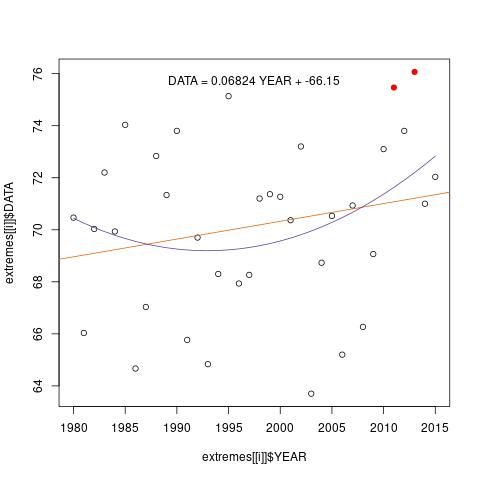 DATA = 0.06824 YEAR + -66.15
76
74
72
70
68
66
64
extremes[[i]]$DATA
1980 1985 1990 1995 2000 2005 2010 2015
extremes[[i]]$YEAR